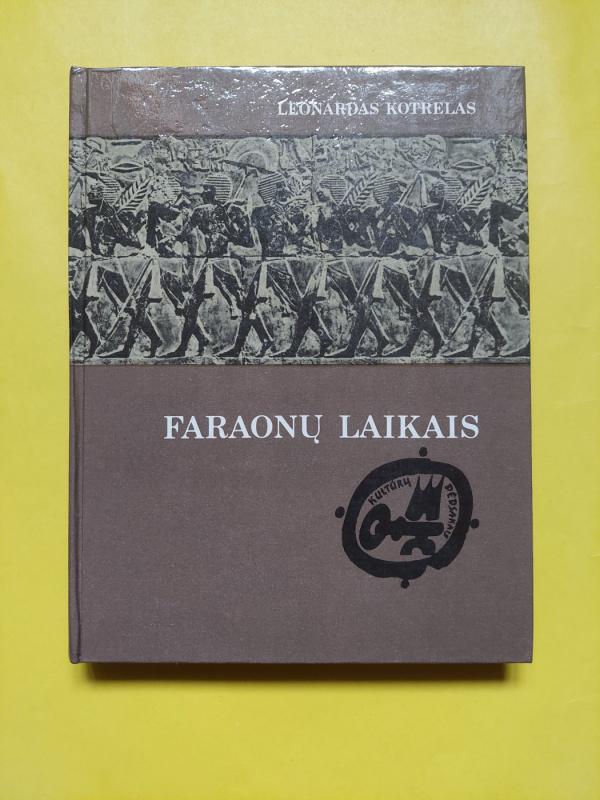 LEONARDAS KOTRELAS
FARAONŲ LAIKAIS
KULTŪRŲ PĖDSAKAIS